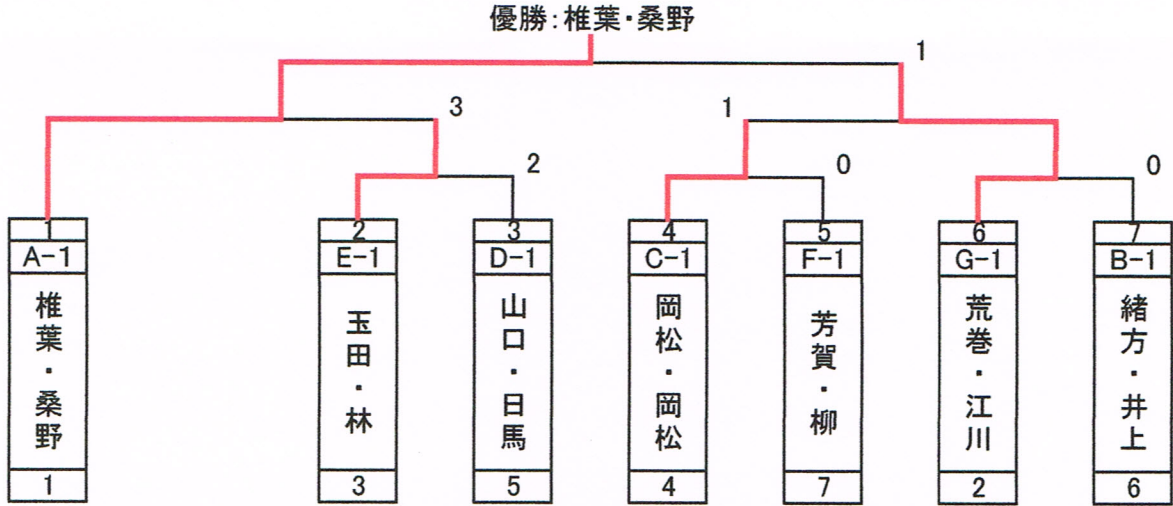 優勝：椎葉・桑野
1
3
1
2
0
0
1
2
3
4
5
6
7
A-1
E-1
D-1
C-1
F-1
G-1
B-1
椎葉・桑野
玉田・林
山口・日馬
岡松・岡松
芳賀・柳
荒巻・江川
緒方・井上
1
3
5
4
7
2
6